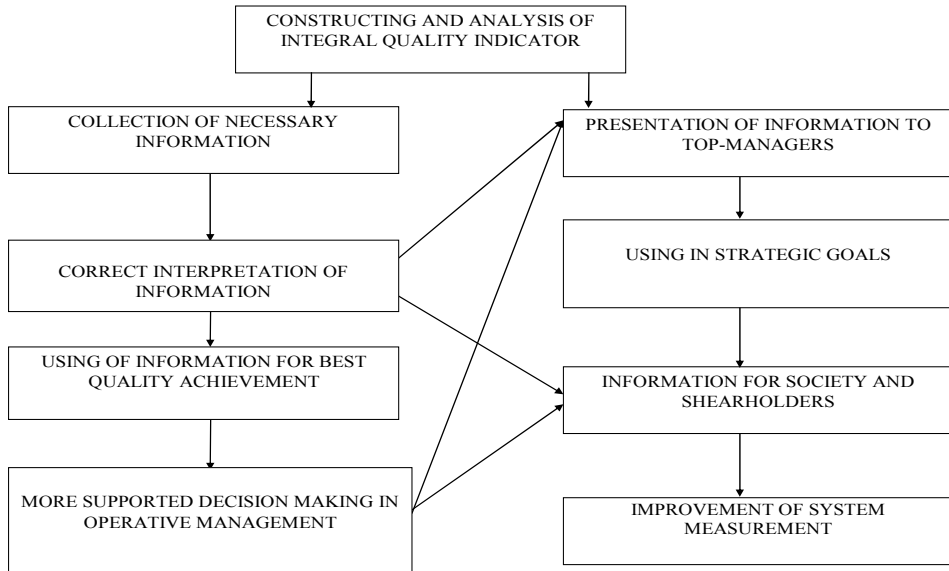 CONSTRUCTING AND ANALYSIS OF
INTEGRAL QUALITY INDICATOR
COLLECTION OF NECESSARY
INFORMATION
PRESENTATION OF INFORMATION TO
TOP-MANAGERS
CORRECT INTERPRETATION OF
INFORMATION
USING IN STRATEGIC GOALS
USING OF INFORMATION FOR BEST
QUALITY ACHIEVEMENT
INFORMATION FOR SOCIETY AND
SHEARHOLDERS
MORE SUPPORTED DECISION MAKING IN
OPERATIVE MANAGEMENT
IMPROVEMENT OF SYSTEM
MEASUREMENT